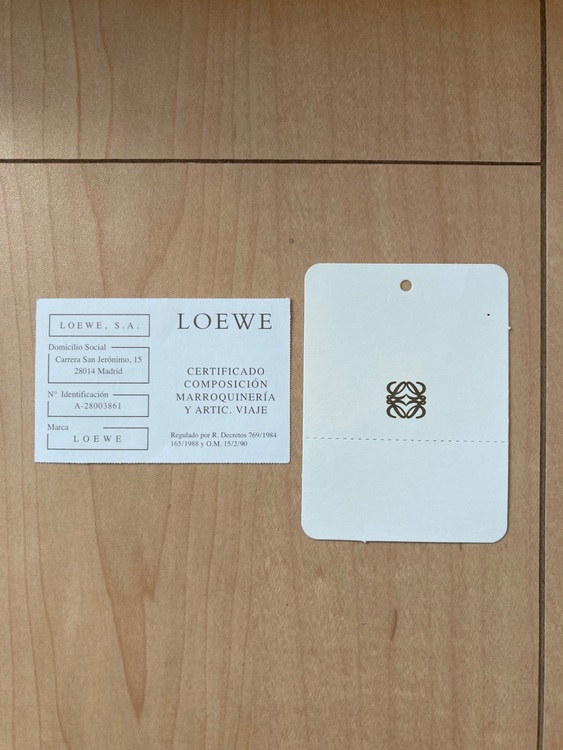 LOEWE, S.A.
Domicilio Social
Carrera San Jerónimo, 15
28014 Madrid
N° Identificación
A-28003861
Marca
LOEWE
LOEWE
CERTIFICADO
COMPOSICIÓN
MARROQUINERÍA
Y ARTIC. VIAJE
Regulado por R. Decretos 769/1984
165/1988 y O.M. 15/2/90